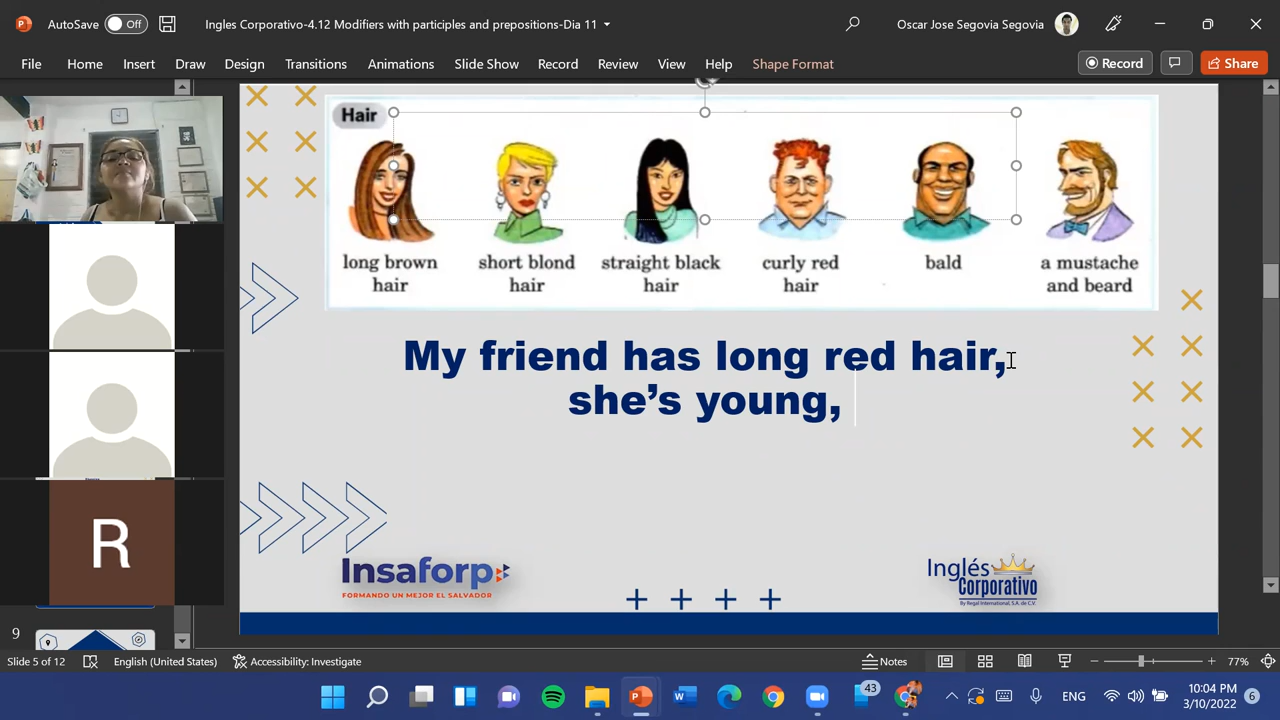 AutoSave Off
Ingles Corporativo-4.12 Modifiers with participles and prepositions-Dia 11
Oscar Jose Segovia Segovia
File Home Insert Draw Design Transitions Animations Slide Show Record Review View Help Shape Format
Record
Share
Hair
long brown hair
short blond hair
straight black hair
curly red hair
bald
a mustache and beard
My friend has long red hair,
she's young,
R
Insaforp
FORMANDO UN MEJOR EL SALVADOR
Inglés
Corporativo
By Regal International, S.A. de C.V.
9
Slide 5 of 12 English (United States) Accessibility: Investigate Notes 77%
43
ENG
10:04 PM
3/10/2022
6